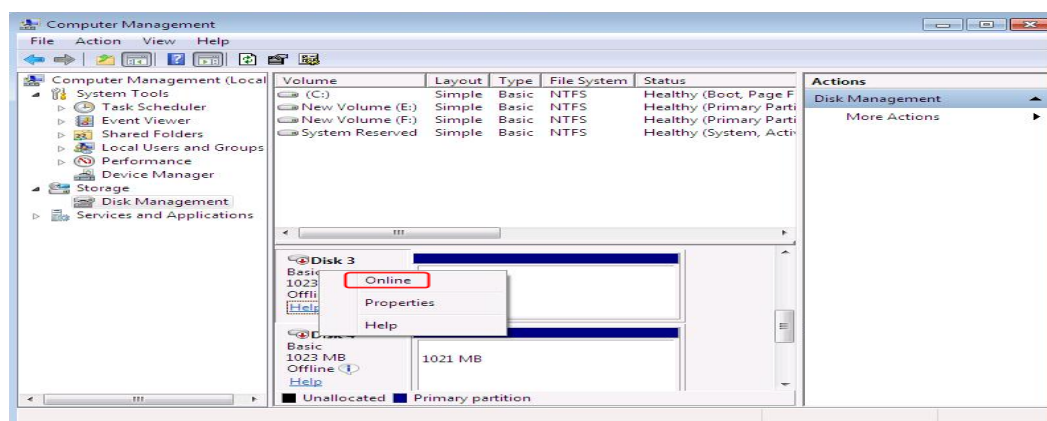 Computer Management
File Action View Help
Computer Management (Local
System Tools
Task Scheduler
Event Viewer
Shared Folders
Local Users and Groups
Performance
Device Manager
Storage
Disk Management
Services and Applications
Volume Layout Type File System Status
(C:) Simple Basic NTFS Healthy (Boot, Page F
New Volume (E:) Simple Basic NTFS Healthy (Primary Parti
New Volume (F:) Simple Basic NTFS Healthy (Primary Parti
System Reserved Simple Basic NTFS Healthy (System, Activ
Disk 3
Basic
1023
Offli
Help
Online
Properties
Help
Basic
1023 MB
Offline
Help
1021 MB
Unallocated Primary partition
Actions
Disk Management
More Actions